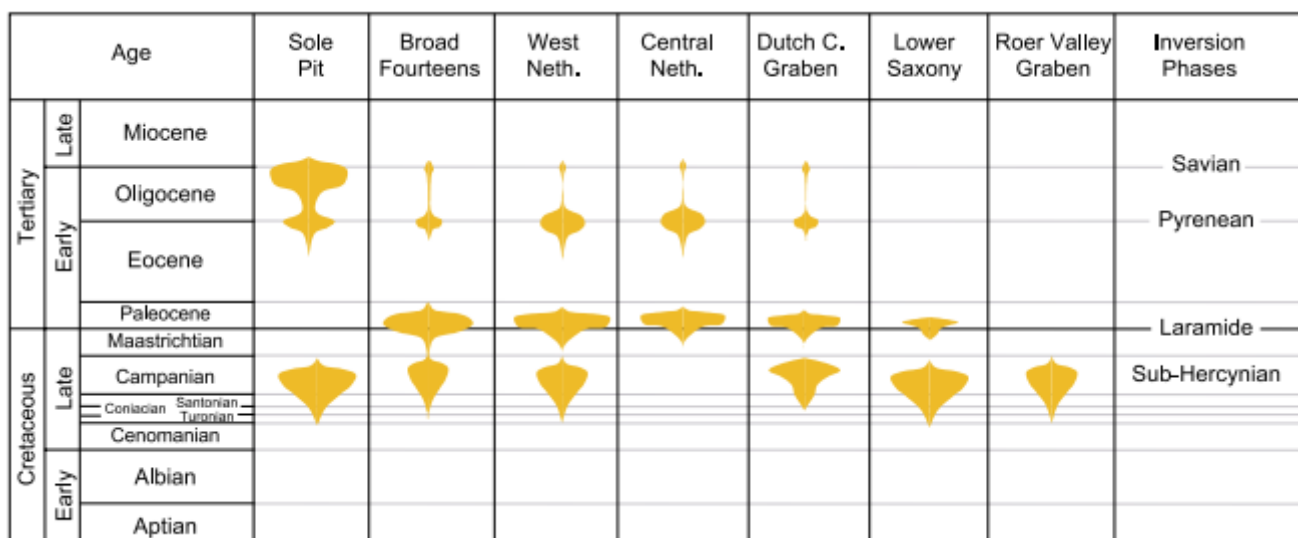 Age
Sole
Pit
Broad
Fourteens
West
Neth.
Central
Neth.
Dutch C.
Graben
Lower
Saxony
Roer Valley
Graben
Inversion
Phases
Tertiary
Late
Miocene
Savian
Early
Oligocene
Pyrenean
Eocene
Paleocene
Laramide
Cretaceous
Late
Maastrichtian
Campanian
Sub-Hercynian
Santonian
Coniacian
Turonian
Cenomanian
Early
Albian
Aptian